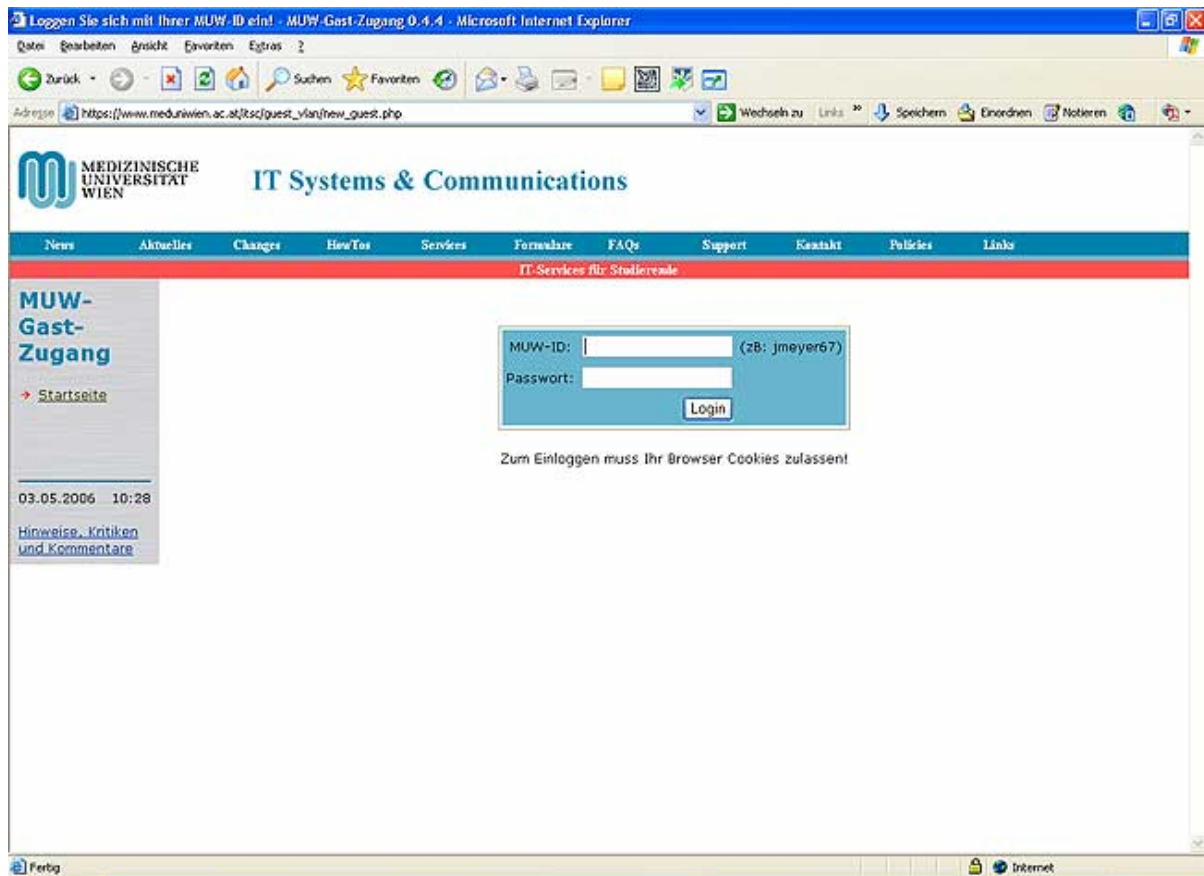 Loggen Sie sich mit Ihrer MUW-ID ein! - MUW-Gast-Zugang 0.4.4 - Microsoft Internet Explorer
Datei Bearbeiten Ansicht Favoriten Extras ?
Zurück Suchen Favoriten
Adresse https://www.meduniwien.ac.at/itsc/guest_vlan/new_guest.php Wechseln zu Links » Speichern Einordnen Notieren
MEDIZINISCHE
UNIVERSITÄT
WIEN
IT Systems & Communications
News Aktuelles Changes HowTos Services Formulare FAQs Support Kontakt Policies Links
IT-Services für Studierende
MUW-
Gast-
Zugang
Startseite
03.05.2006 10:28
Hinweise, Kritiken
und Kommentare
MUW-ID: (zB: jmeyer67)
Passwort:
Login
Zum Einloggen muss Ihr Browser Cookies zulassen!
Fertig Internet